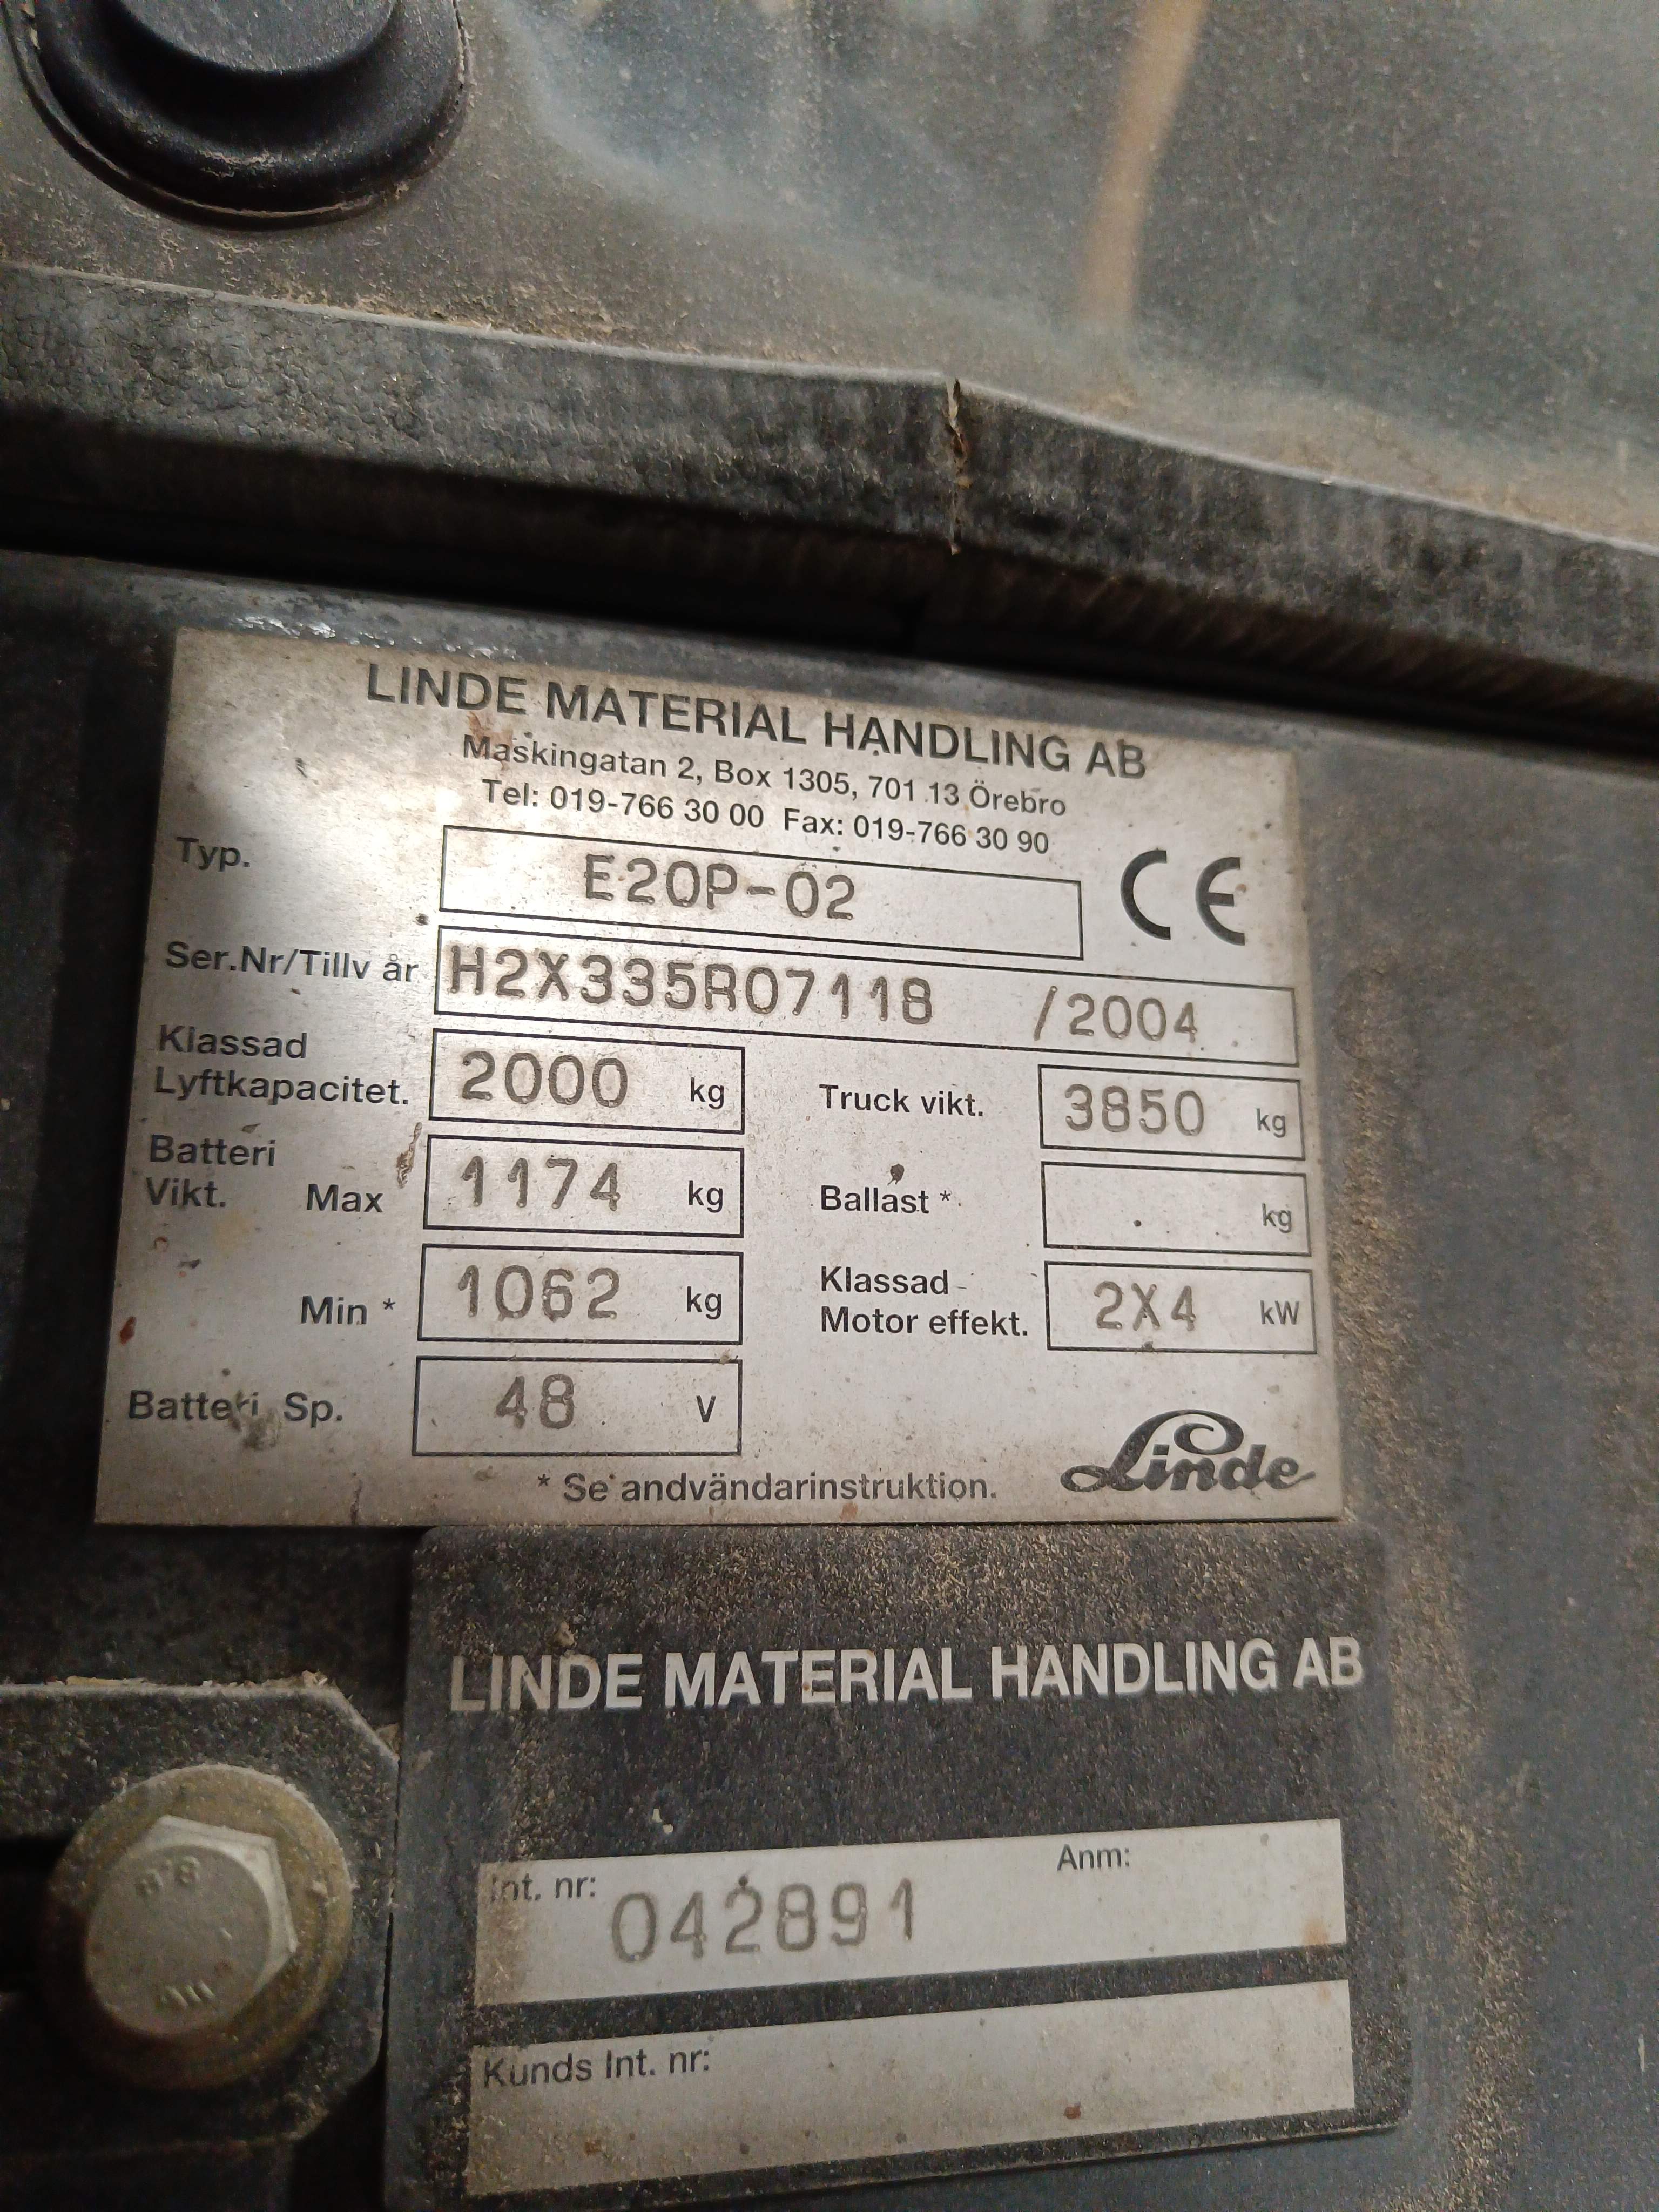 LINDE MATERIAL HANDLING AB
Maskingatan 2, Box 1305, 701 13 Örebro
Tel: 019-766 30 00 Fax: 019-766 30 90
Typ. E20P-02 CE
Ser.Nr/Tillv år H2X335R07118 /2004
Klassad
Lyftkapacitet. 2000 kg Truck vikt. 3850 kg
Batteri
Vikt. Max 1174 kg Ballast * kg
Min * 1062 kg Klassad
Motor effekt. 2X4 kW
Batteri Sp. 48 V
* Se andvändarinstruktion. Linde
LINDE MATERIAL HANDLING AB
Int. nr: 042891 Anm:
Kunds Int. nr:
8.8